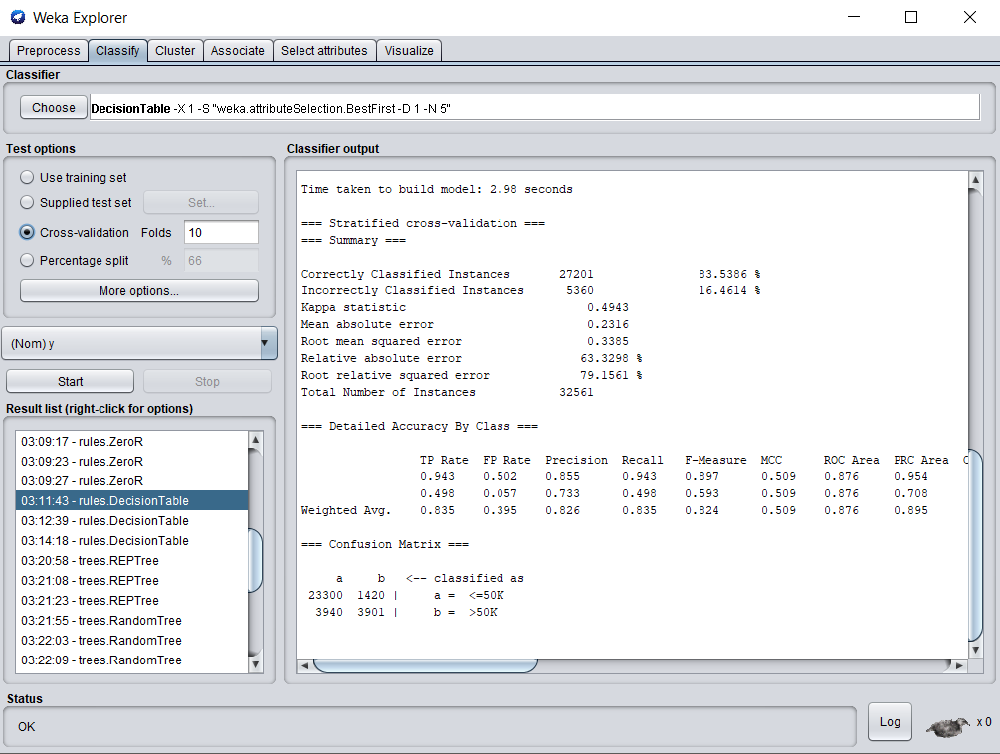 Weka Explorer
Preprocess Classify Cluster Associate Select attributes Visualize
Classifier
Choose DecisionTable -X 1 -S "weka.attributeSelection.BestFirst -D 1 -N 5"
Test options
Use training set
Supplied test set Set...
Cross-validation Folds 10
Percentage split % 66
More options...
(Nom) y
Start Stop
Result list (right-click for options)
03:09:17 - rules.ZeroR
03:09:23 - rules.ZeroR
03:09:27 - rules.ZeroR
03:11:43 - rules.DecisionTable
03:12:39 - rules.DecisionTable
03:14:18 - rules.DecisionTable
03:20:58 - trees.REPTree
03:21:08 - trees.REPTree
03:21:23 - trees.REPTree
03:21:55 - trees.RandomTree
03:22:03 - trees.RandomTree
03:22:09 - trees.RandomTree
Classifier output
Time taken to build model: 2.98 seconds
=== Stratified cross-validation ===
=== Summary ===
Correctly Classified Instances 27201 83.5386 %
Incorrectly Classified Instances 5360 16.4614 %
Kappa statistic 0.4943
Mean absolute error 0.2316
Root mean squared error 0.3385
Relative absolute error 63.3298 %
Root relative squared error 79.1561 %
Total Number of Instances 32561
=== Detailed Accuracy By Class ===
TP Rate FP Rate Precision Recall F-Measure MCC ROC Area PRC Area
0.943 0.502 0.855 0.943 0.897 0.509 0.876 0.954
0.498 0.057 0.733 0.498 0.593 0.509 0.876 0.708
Weighted Avg. 0.835 0.395 0.826 0.835 0.824 0.509 0.876 0.895
=== Confusion Matrix ===
a b <-- classified as
23300 1420 | a = <=50K
3940 3901 | b = >50K
Status
OK
Log x 0